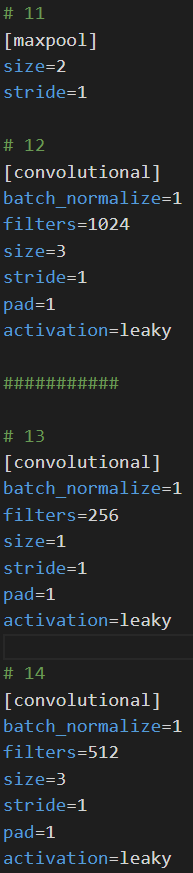 # 11
[maxpool]
size=2
stride=1

# 12
[convolutional]
batch_normalize=1
filters=1024
size=3
stride=1
pad=1
activation=leaky

###########

# 13
[convolutional]
batch_normalize=1
filters=256
size=1
stride=1
pad=1
activation=leaky

# 14
[convolutional]
batch_normalize=1
filters=512
size=3
stride=1
pad=1
activation=leaky